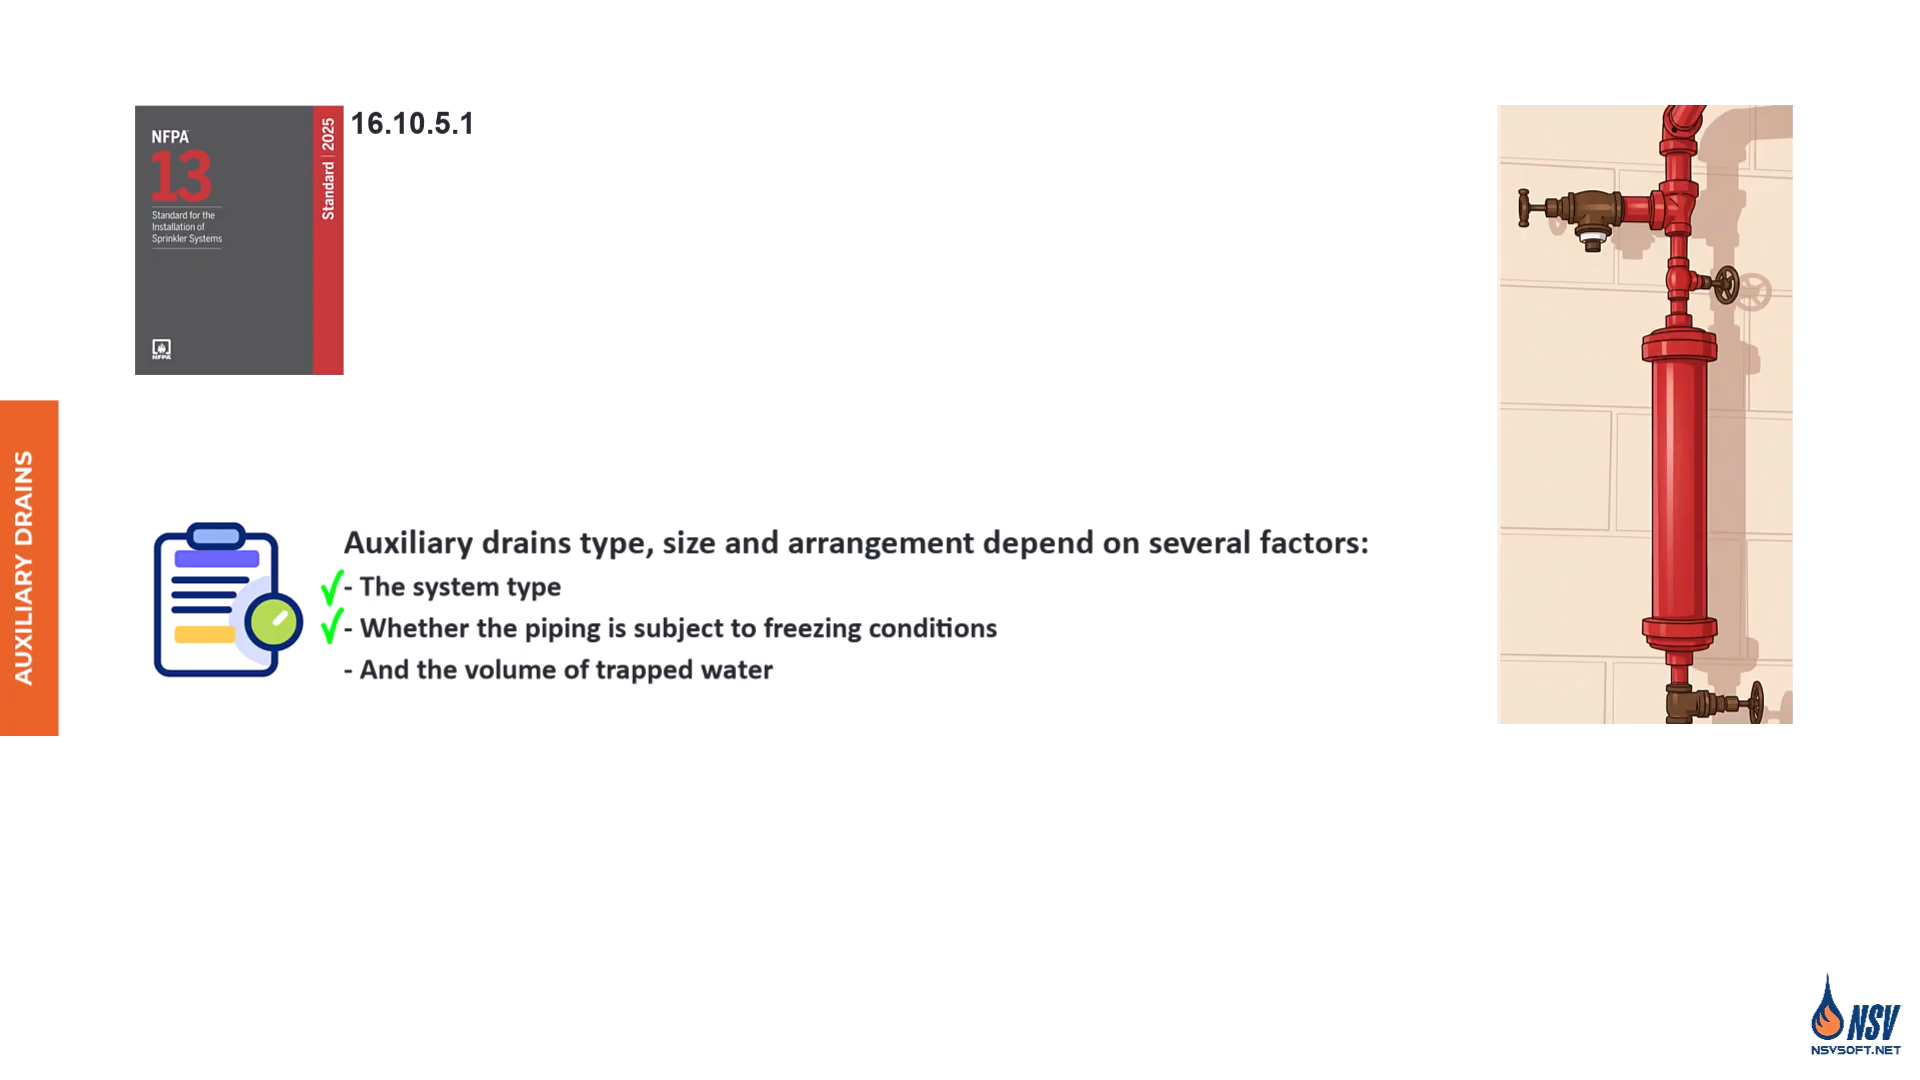 NFPA
13
Standard for the
Installation of
Sprinkler Systems
NFPA
Standard | 2025
16.10.5.1
AUXILIARY DRAINS
Auxiliary drains type, size and arrangement depend on several factors:
- The system type
- Whether the piping is subject to freezing conditions
- And the volume of trapped water
NSV
NSVSOFT.NET